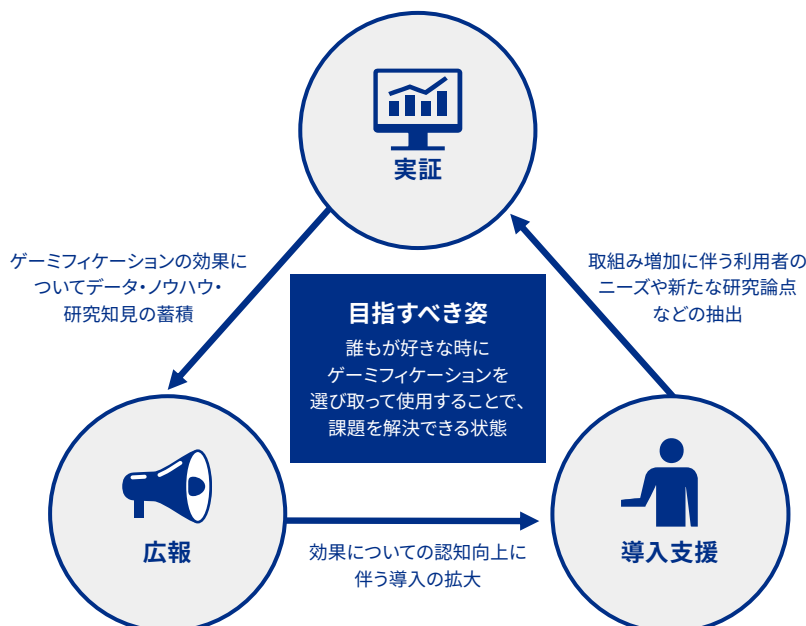 実証
ゲーミフィケーションの効果に
ついてデータ・ノウハウ・
研究知見の蓄積
取組み増加に伴う利用者の
ニーズや新たな研究論点
などの抽出
目指すべき姿
誰もが好きな時に
ゲーミフィケーションを
選び取って使用することで、
課題を解決できる状態
広報
効果についての認知向上に
伴う導入の拡大
導入支援